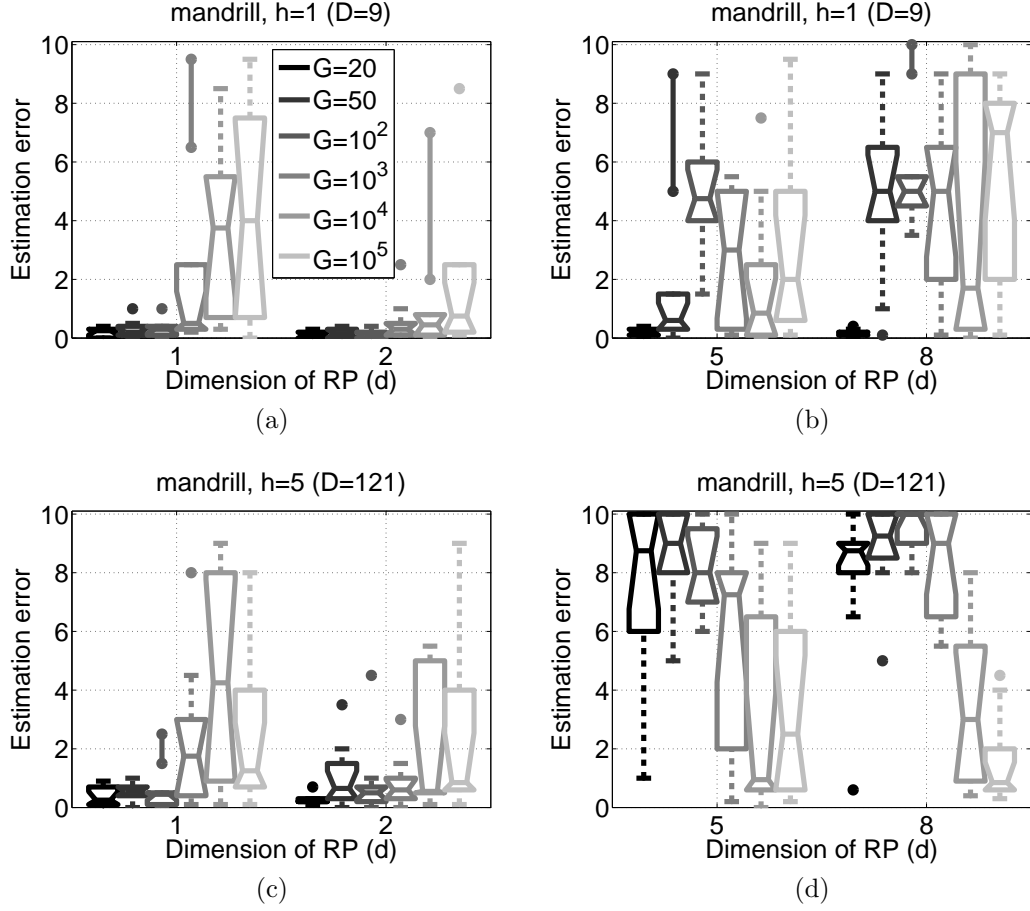 mandrill, h=1 (D=9)
10
8
6
4
2
0
Estimation error
G=20
G=50
G=10^2
G=10^3
G=10^4
G=10^5
1
2
Dimension of RP (d)
(a)
mandrill, h=1 (D=9)
10
8
6
4
2
0
Estimation error
5
8
Dimension of RP (d)
(b)
mandrill, h=5 (D=121)
10
8
6
4
2
0
Estimation error
1
2
Dimension of RP (d)
(c)
mandrill, h=5 (D=121)
10
8
6
4
2
0
Estimation error
5
8
Dimension of RP (d)
(d)